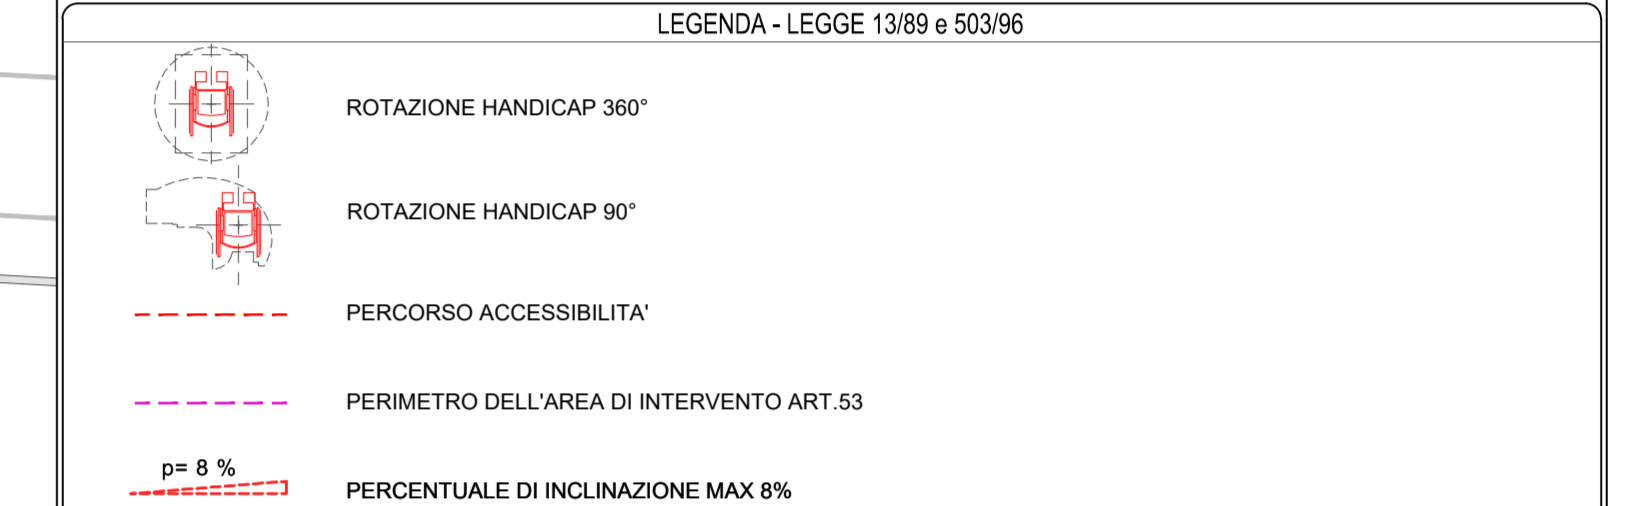 LEGENDA - LEGGE 13/89 e 503/96
ROTAZIONE HANDICAP 360°
ROTAZIONE HANDICAP 90°
PERCORSO ACCESSIBILITA'
PERIMETRO DELL'AREA DI INTERVENTO ART.53
p= 8 %
PERCENTUALE DI INCLINAZIONE MAX 8%